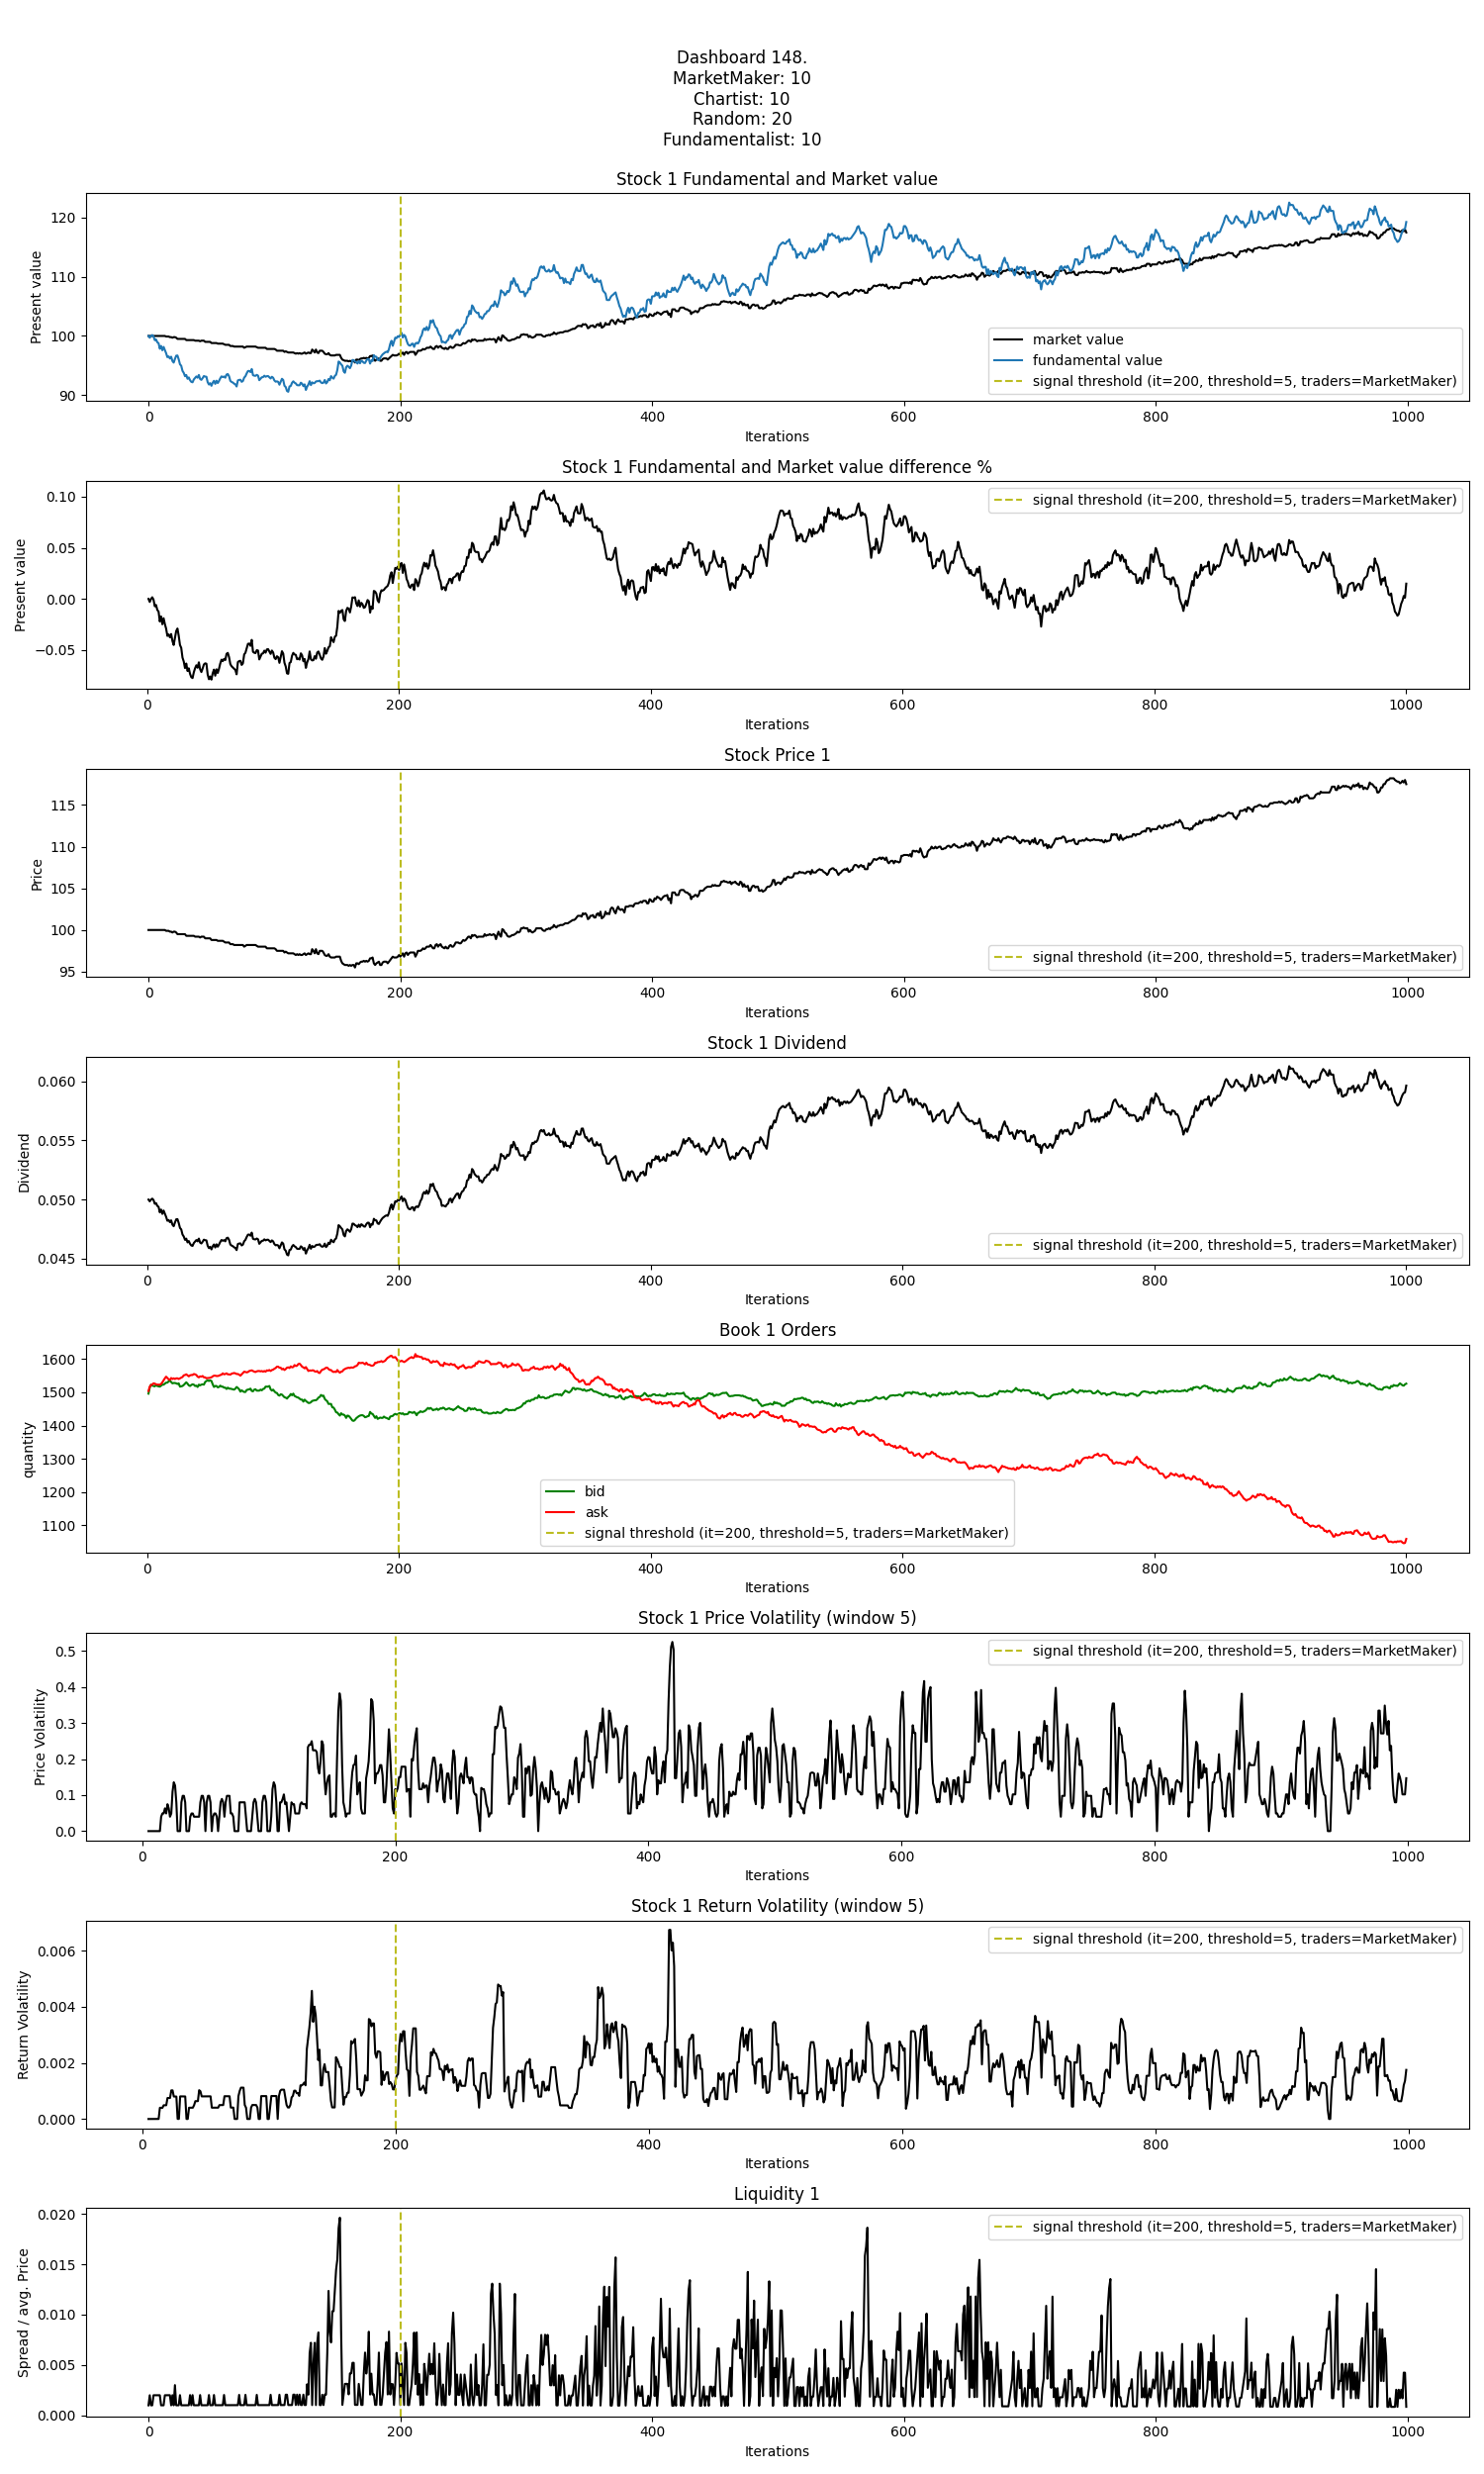 Dashboard 148.
MarketMaker: 10
Chartist: 10
Random: 20
Fundamentalist: 10
Stock 1 Fundamental and Market value
Present value
120
110
100
90
market value
fundamental value
signal threshold (it=200, threshold=5, traders=MarketMaker)
0 200 400 600 800 1000
Iterations
Stock 1 Fundamental and Market value difference %
Present value
0.10
0.05
0.00
−0.05
signal threshold (it=200, threshold=5, traders=MarketMaker)
0 200 400 600 800 1000
Iterations
Stock Price 1
Price
115
110
105
100
95
signal threshold (it=200, threshold=5, traders=MarketMaker)
0 200 400 600 800 1000
Iterations
Stock 1 Dividend
Dividend
0.060
0.055
0.050
0.045
signal threshold (it=200, threshold=5, traders=MarketMaker)
0 200 400 600 800 1000
Iterations
Book 1 Orders
quantity
1600
1500
1400
1300
1200
1100
bid
ask
signal threshold (it=200, threshold=5, traders=MarketMaker)
0 200 400 600 800 1000
Iterations
Stock 1 Price Volatility (window 5)
Price Volatility
0.5
0.4
0.3
0.2
0.1
0.0
signal threshold (it=200, threshold=5, traders=MarketMaker)
0 200 400 600 800 1000
Iterations
Stock 1 Return Volatility (window 5)
Return Volatility
0.006
0.004
0.002
0.000
signal threshold (it=200, threshold=5, traders=MarketMaker)
0 200 400 600 800 1000
Iterations
Liquidity 1
Spread / avg. Price
0.020
0.015
0.010
0.005
0.000
signal threshold (it=200, threshold=5, traders=MarketMaker)
0 200 400 600 800 1000
Iterations